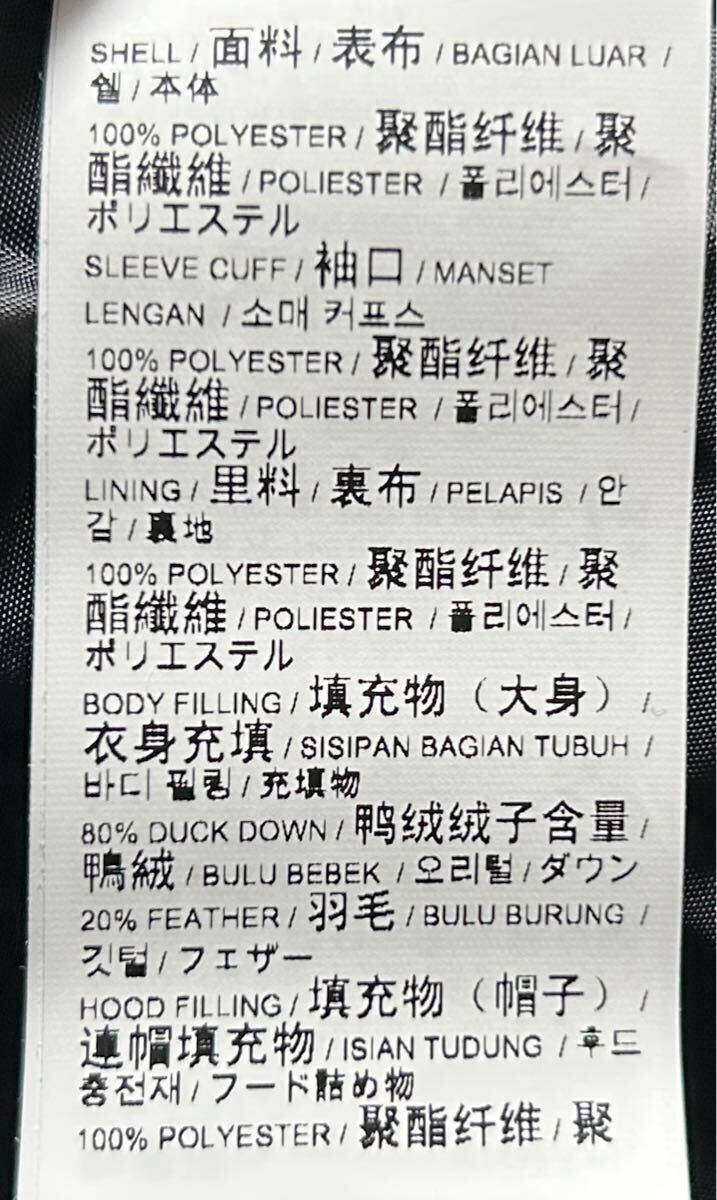 SHELL / 面料 / 表布 / BAGIAN LUAR /
쉘 / 本体
100% POLYESTER / 聚酯纤维 / 聚
酯纖維 / POLIESTER / 폴리에스터 /
ポリエステル
SLEEVE CUFF / 袖口 / MANSET
LENGAN / 소매 커프스
100% POLYESTER / 聚酯纤维 / 聚
酯纖維 / POLIESTER / 폴리에스터 /
ポリエステル
LINING / 里料 / 裏布 / PELAPIS / 안
감 / 裏地
100% POLYESTER / 聚酯纤维 / 聚
酯纖維 / POLIESTER / 폴리에스터 /
ポリエステル
BODY FILLING / 填充物（大身） /
衣身充填 / SISIPAN BAGIAN TUBUH /
바디 필링 / 充填物
80% DUCK DOWN / 鸭绒绒子含量 /
鴨絨 / BULU BEBEK / 오리털 / ダウン
20% FEATHER / 羽毛 / BULU BURUNG /
깃털 / フェザー
HOOD FILLING / 填充物（帽子） /
連帽填充物 / ISIAN TUDUNG / 후드
충전재 / フード詰め物
100% POLYESTER / 聚酯纤维 / 聚